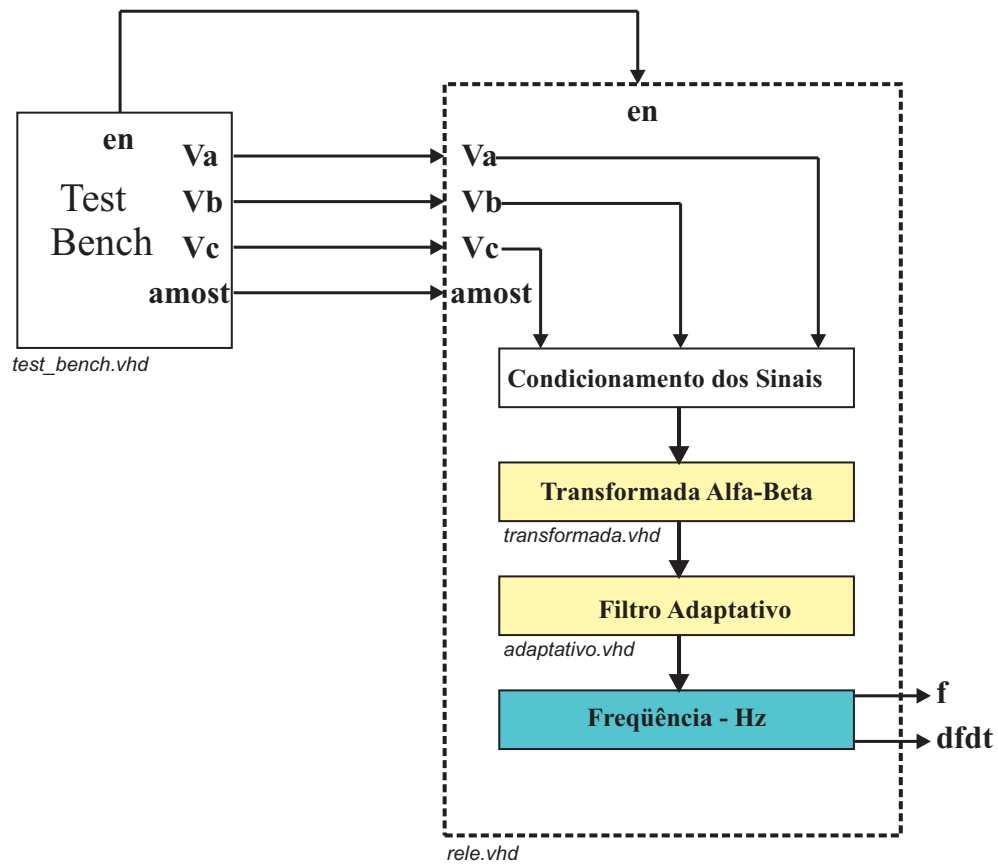 en
Va
Test
Vb
Bench
Vc
amost
test_bench.vhd
en
Va
Vb
Vc
amost
Condicionamento dos Sinais
Transformada Alfa-Beta
transformada.vhd
Filtro Adaptativo
adaptativo.vhd
Freqüência - Hz
f
dfdt
rele.vhd